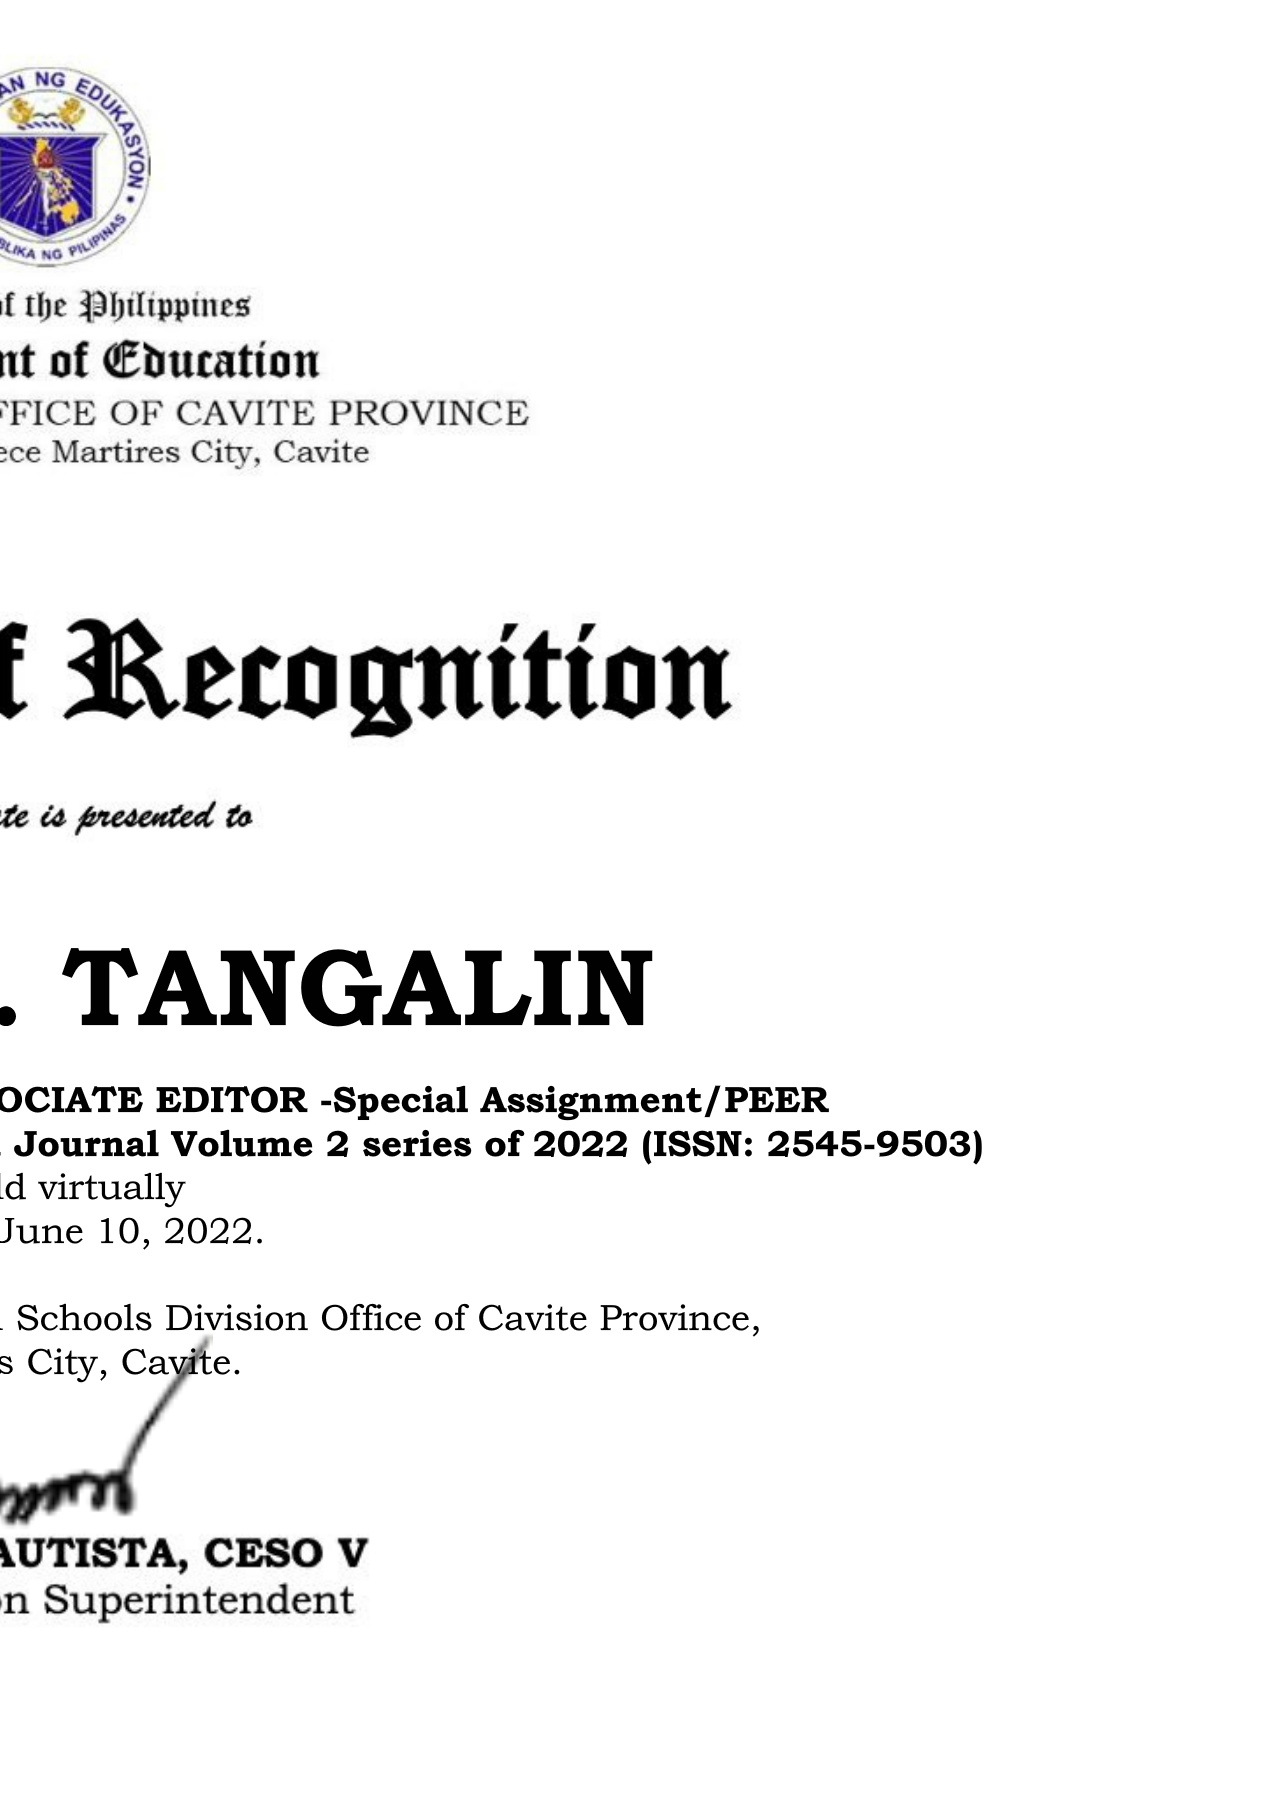 AN NG EDUKASYON •
BLIKA NG PILIPINAS
of the Philippines
nt of Education
FFICE OF CAVITE PROVINCE
ece Martires City, Cavite
f Recognition
te is presented to
. TANGALIN
OCIATE EDITOR -Special Assignment/PEER
Journal Volume 2 series of 2022 (ISSN: 2545-9503)
ld virtually
June 10, 2022.
Schools Division Office of Cavite Province,
s City, Cavite.
AUTISTA, CESO V
on Superintendent